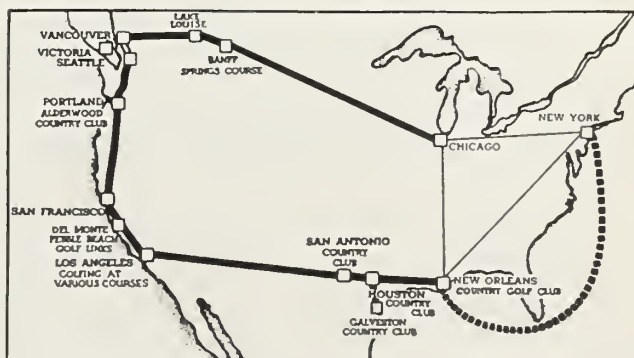 LAKE
LOUISE
VANCOUVER
VICTORIA
SEATTLE
BANFF
SPRINGS COURSE
PORTLAND
ALDERWOOD
COUNTRY CLUB
NEW YORK
CHICAGO
SAN FRANCISCO
DEL MONTE
PEBBLE BEACH
GOLF LINKS
LOS ANGELES
GOLFING AT
VARIOUS COURSES
SAN ANTONIO
COUNTRY
CLUB
NEW ORLEANS
COUNTRY GOLF CLUB
HOUSTON
COUNTRY
CLUB
GALVESTON
COUNTRY CLUB